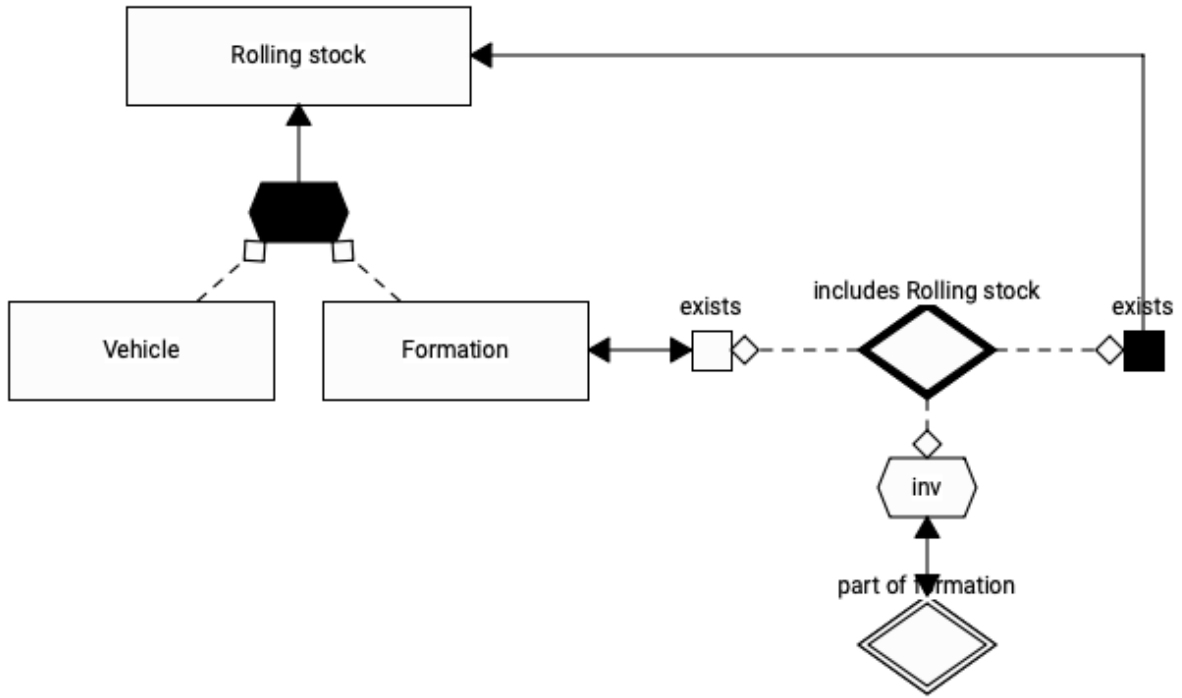 Rolling stock
includes Rolling stock
exists
exists
Vehicle
Formation
inv
part of formation